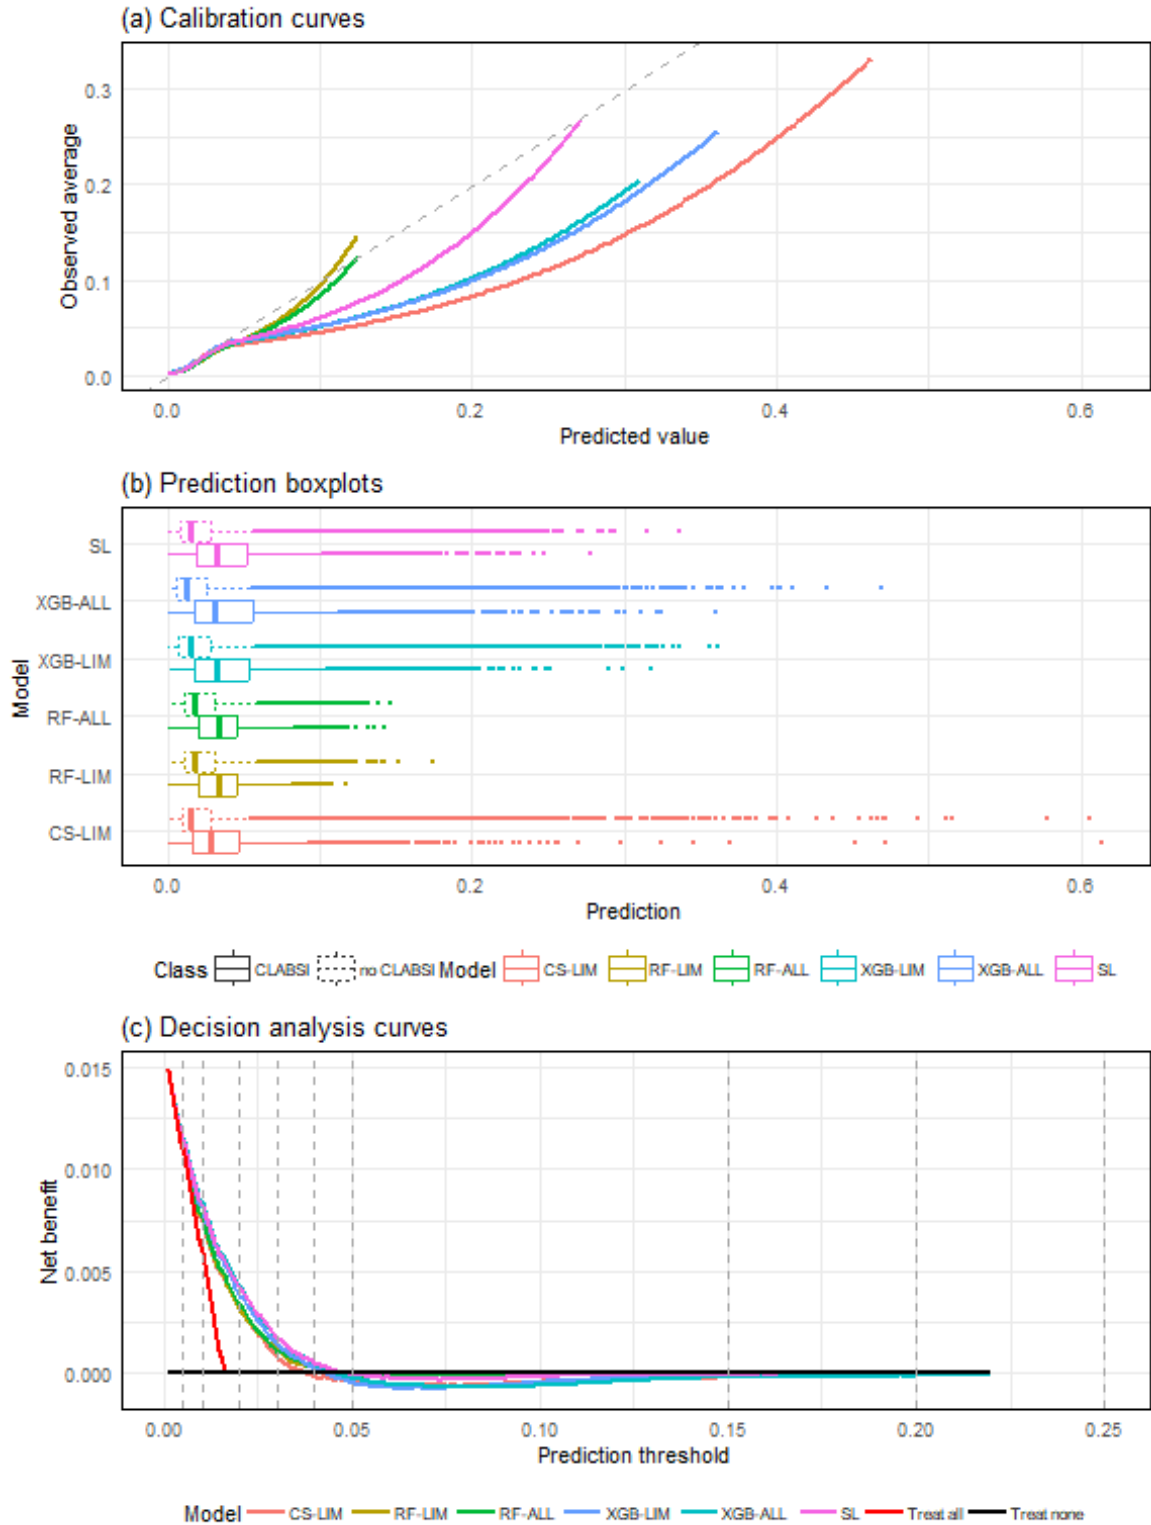 (a) Calibration curves
Observed average
0.3
0.2
0.1
0.0
0.0 0.2 0.4 0.6
Predicted value
(b) Prediction boxplots
Model
SL
XGB-ALL
XGB-LIM
RF-ALL
RF-LIM
CS-LIM
0.0 0.2 0.4 0.6
Prediction
Class CLABSI no CLABSI Model CS-LIM RF-LIM RF-ALL XGB-LIM XGB-ALL SL
(c) Decision analysis curves
Net benefit
0.015
0.010
0.005
0.000
0.00 0.05 0.10 0.15 0.20 0.25
Prediction threshold
Model CS-LIM RF-LIM RF-ALL XGB-LIM XGB-ALL SL Treat all Treat none